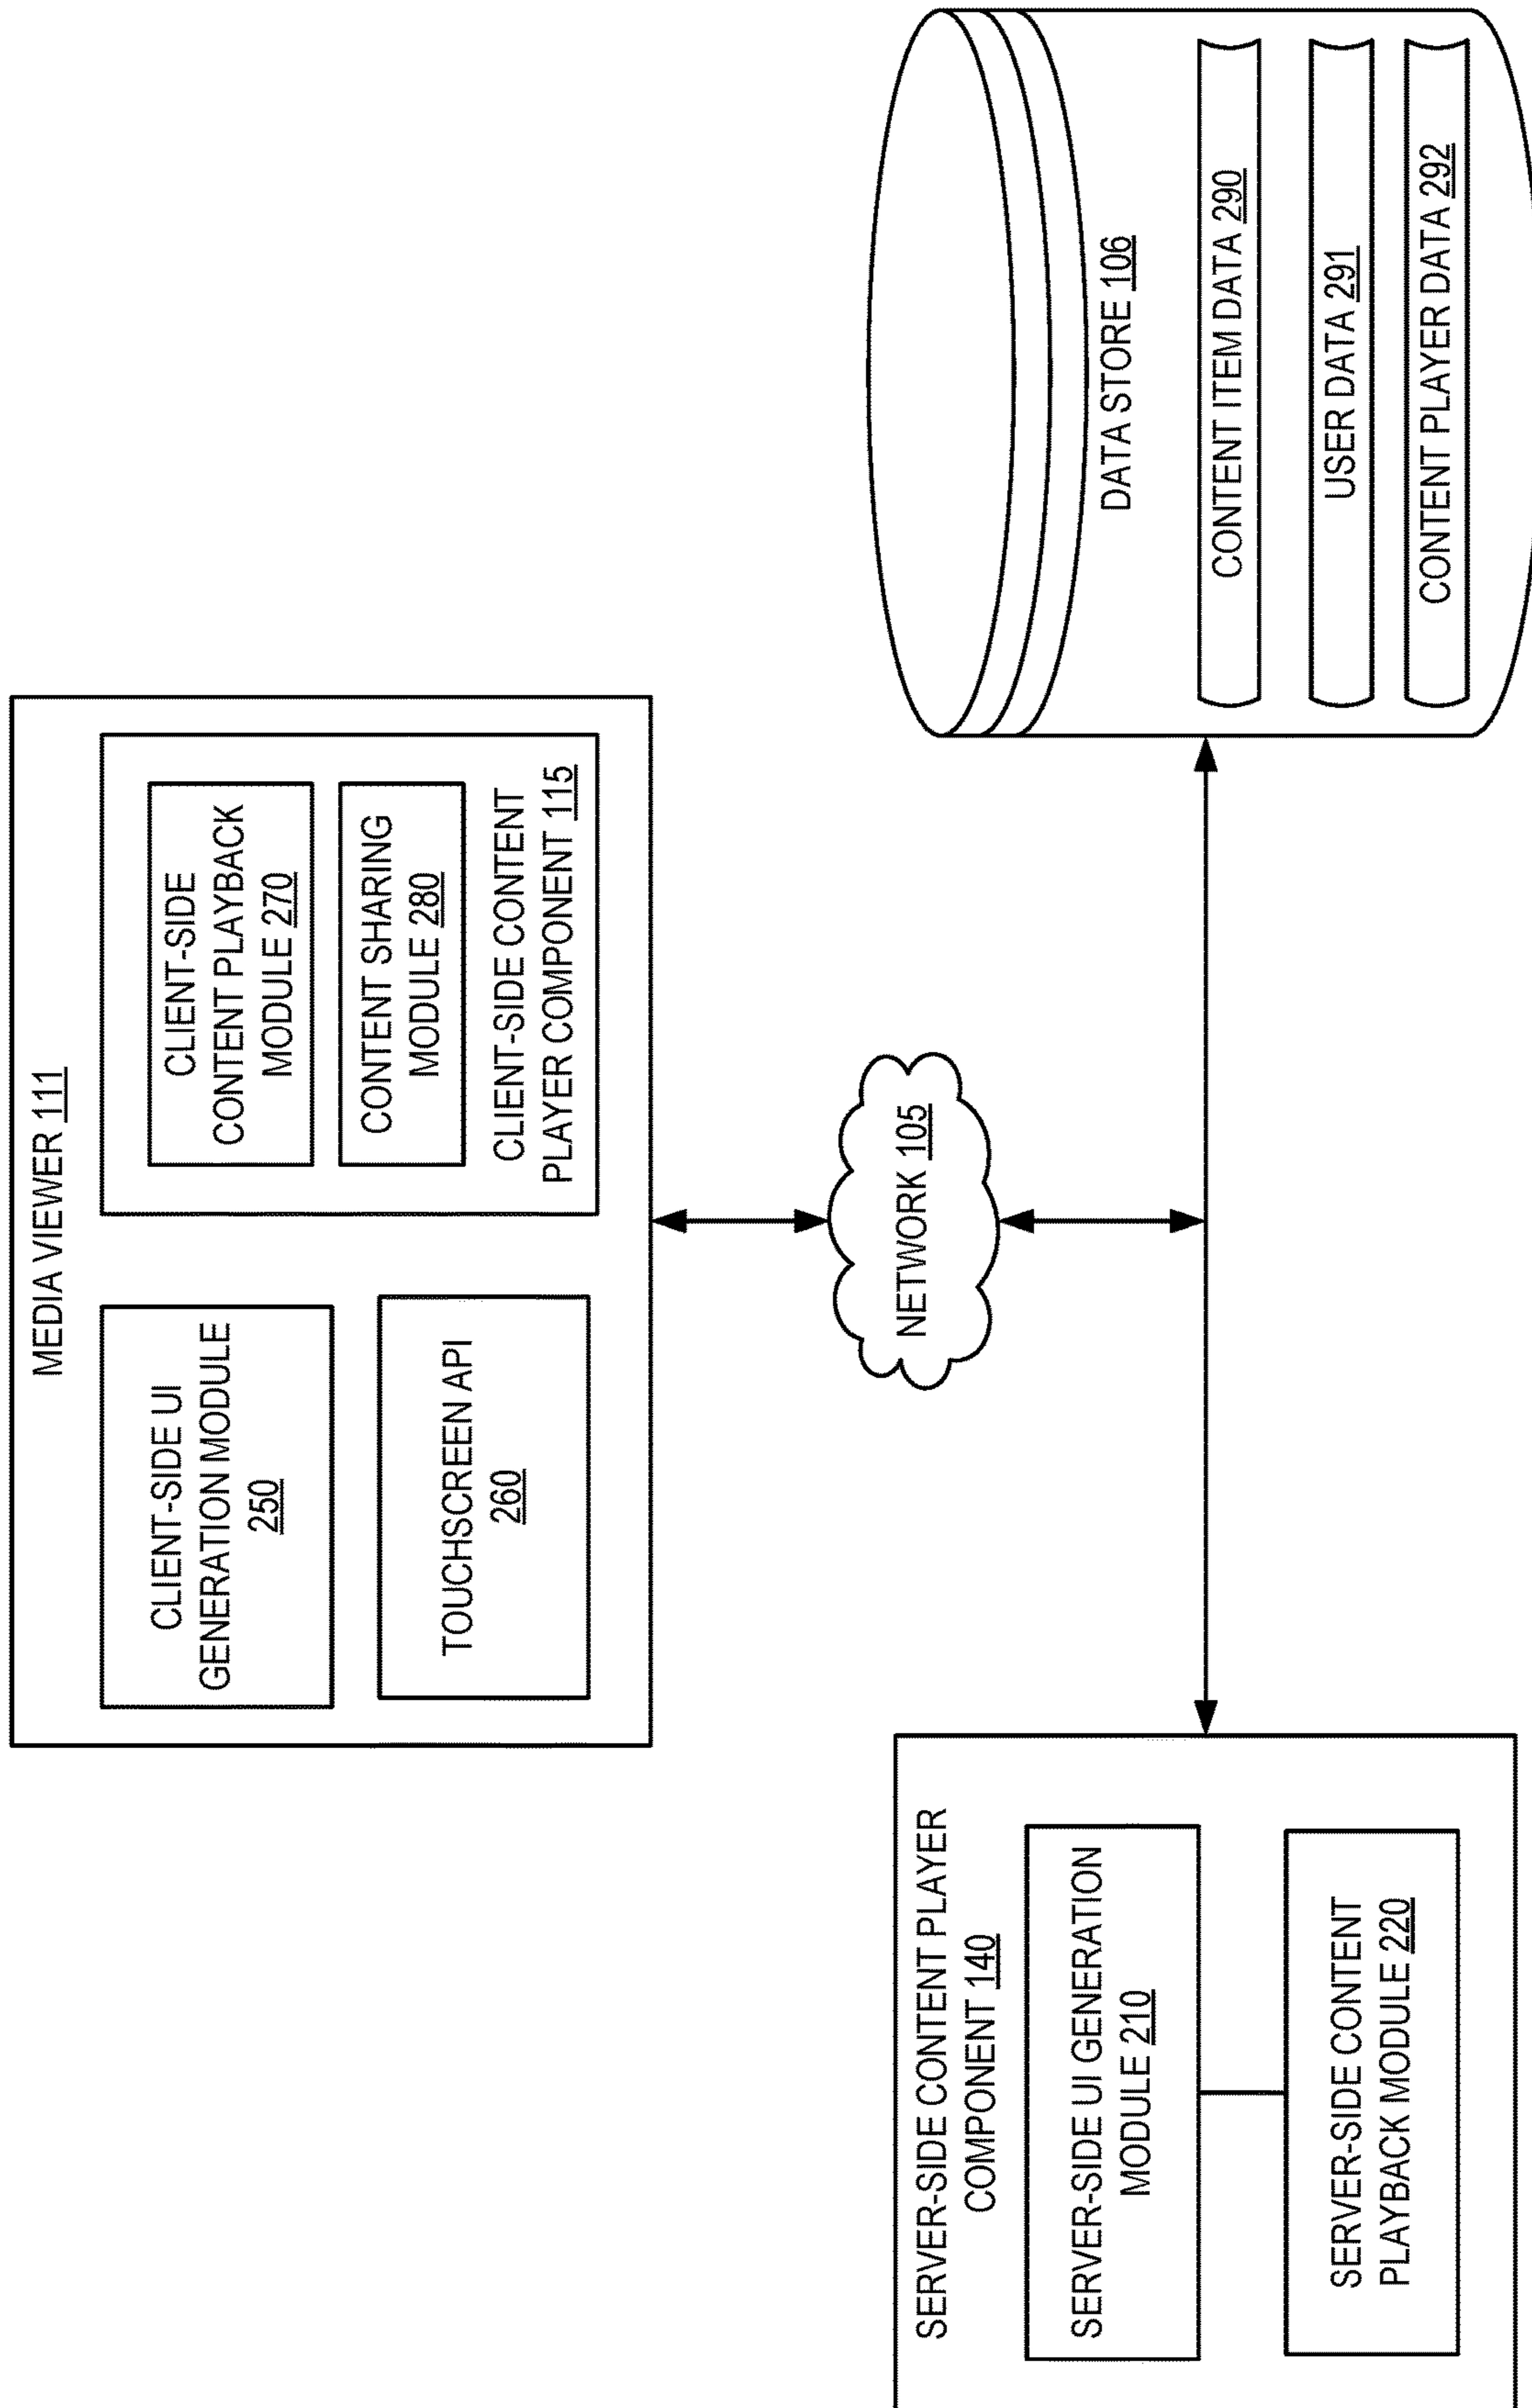 MEDIA VIEWER 111
CLIENT-SIDE UI
GENERATION MODULE
250
TOUCHSCREEN API
260
CLIENT-SIDE
CONTENT PLAYBACK
MODULE 270
CONTENT SHARING
MODULE 280
CLIENT-SIDE CONTENT
PLAYER COMPONENT 115
NETWORK 105
SERVER-SIDE CONTENT PLAYER
COMPONENT 140
SERVER-SIDE UI GENERATION
MODULE 210
SERVER-SIDE CONTENT
PLAYBACK MODULE 220
DATA STORE 106
CONTENT ITEM DATA 290
USER DATA 291
CONTENT PLAYER DATA 292